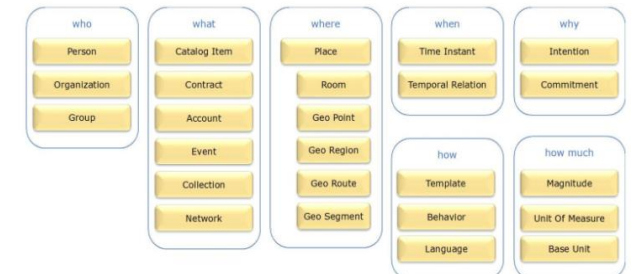 who
Person
Organization
Group
what
Catalog Item
Contract
Account
Event
Collection
Network
where
Place
Room
Geo Point
Geo Region
Geo Route
Geo Segment
when
Time Instant
Temporal Relation
why
Intention
Commitment
how
Template
Behavior
Language
how much
Magnitude
Unit Of Measure
Base Unit